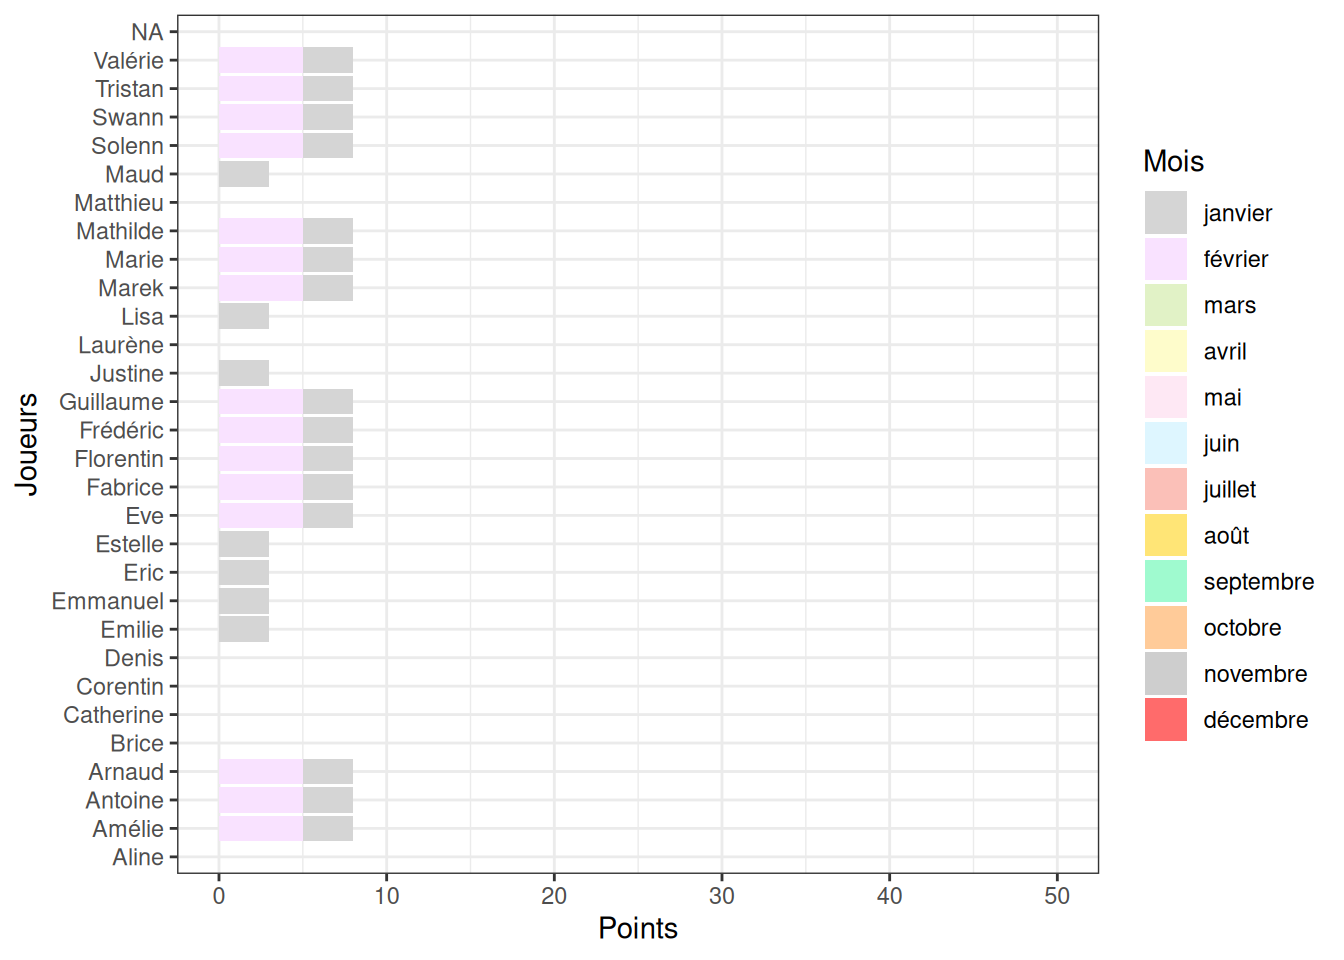 NA
Valérie
Tristan
Swann
Solenn
Maud
Matthieu
Mathilde
Marie
Marek
Lisa
Laurène
Justine
Guillaume
Frédéric
Florentin
Fabrice
Eve
Estelle
Eric
Emmanuel
Emilie
Denis
Corentin
Catherine
Brice
Arnaud
Antoine
Amélie
Aline
Joueurs
0 10 20 30 40 50
Points
Mois
janvier
février
mars
avril
mai
juin
juillet
août
septembre
octobre
novembre
décembre